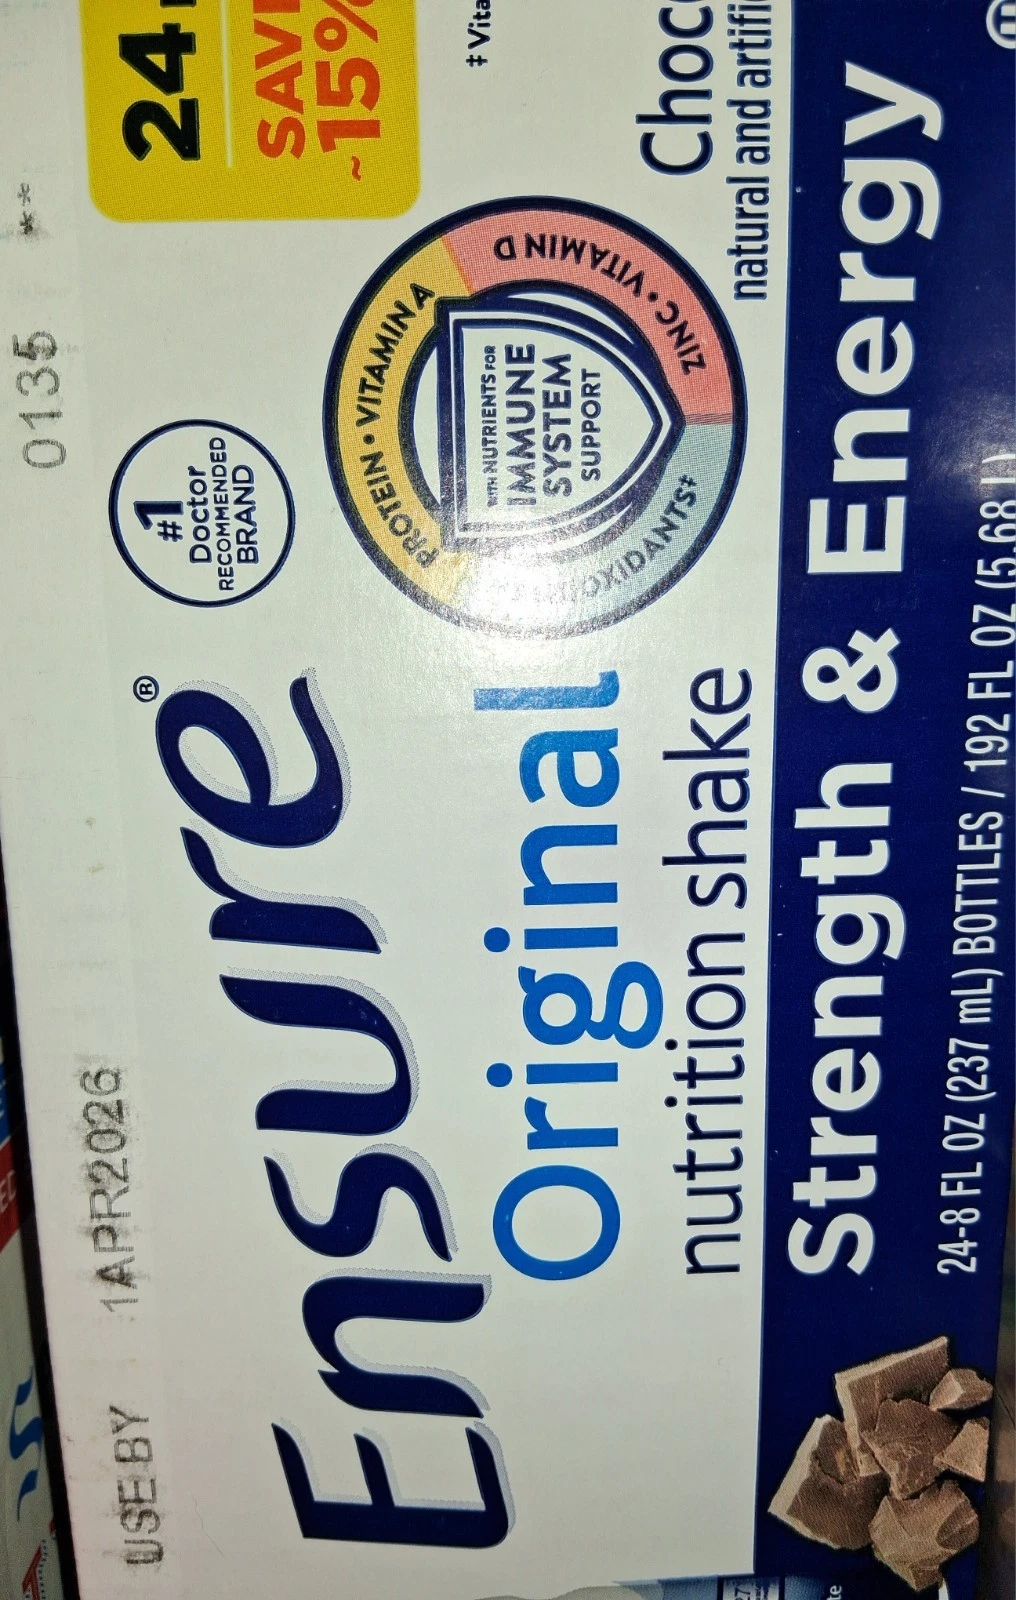 0135 **
USE BY 1APR2026
24
SAVE
~15%
#1
Doctor
RECOMMENDED
BRAND
Ensure®
Original
nutrition shake
PROTEIN • VITAMIN A
ZINC • VITAMIN D
ANTIOXIDANTS‡
WITH NUTRIENTS FOR
IMMUNE
SYSTEM
SUPPORT
‡ Vita
Choc
natural and artifi
Strength & Energy
24-8 FL OZ (237 mL) BOTTLES / 192 FL OZ (5.68 L)